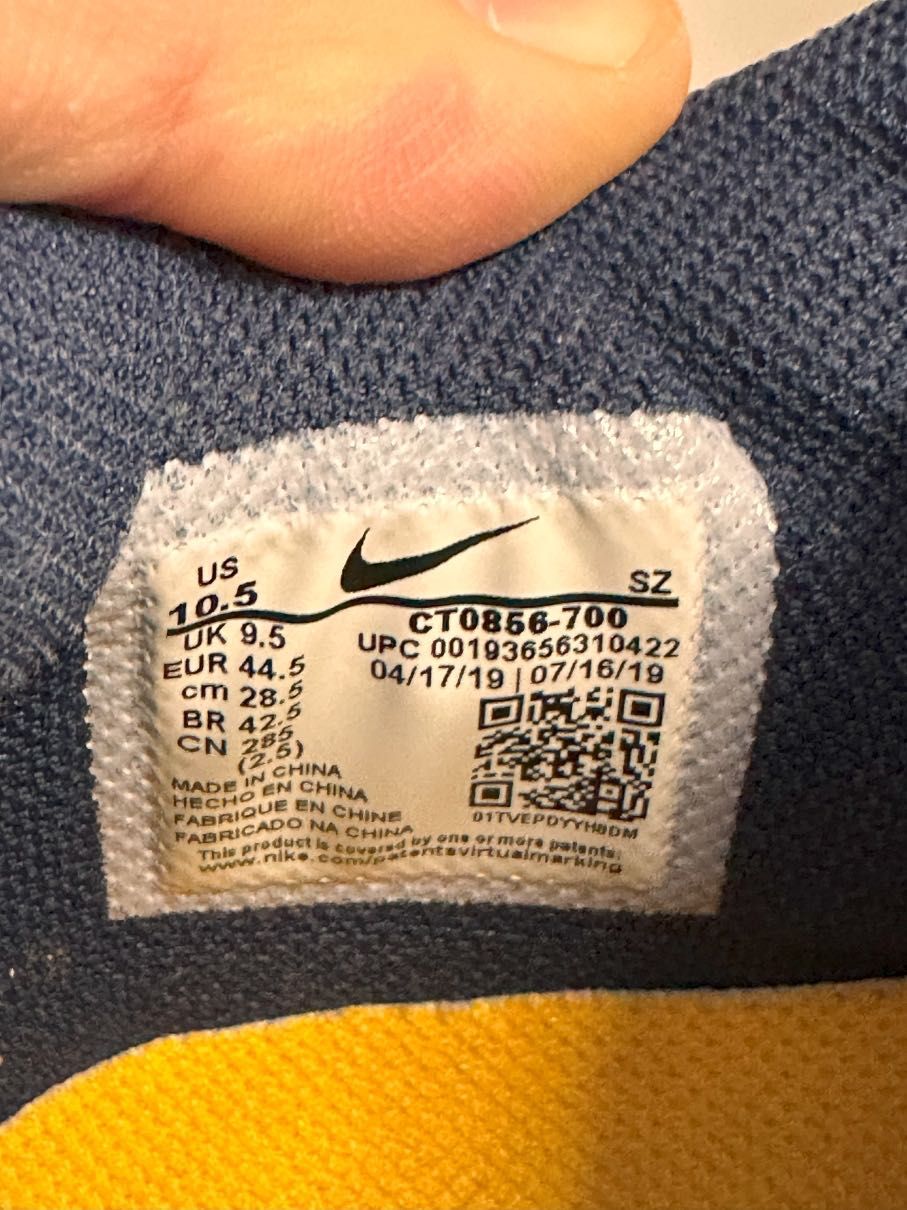 US
10.5
UK 9.5
EUR 44.5
cm 28.5
BR 42.5
CN 285
(2.5)
SZ
CT0856-700
UPC 00193656310422
04/17/19 | 07/16/19
01TVEPDYYH8DM
MADE IN CHINA
HECHO EN CHINA
FABRIQUE EN CHINE
FABRICADO NA CHINA
This product is covered by one or more patents:
www.nike.com/patentsvirtualmarking